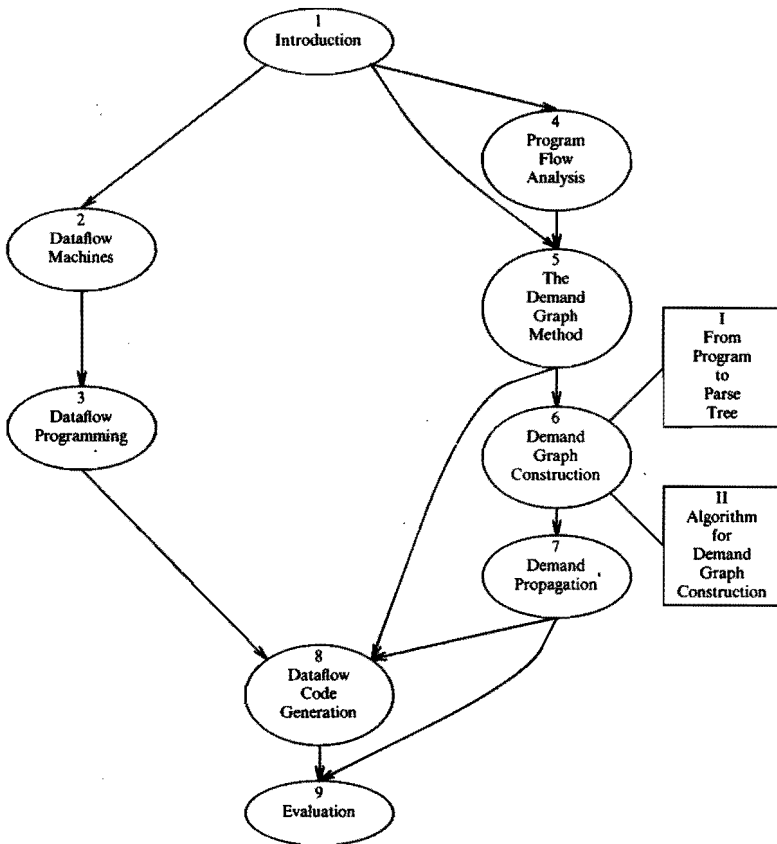 1
Introduction
4
Program
Flow
Analysis
2
Dataflow
Machines
5
The
Demand
Graph
Method
I
From
Program
to
Parse
Tree
3
Dataflow
Programming
6
Demand
Graph
Construction
II
Algorithm
for
Demand
Graph
Construction
7
Demand
Propagation
8
Dataflow
Code
Generation
9
Evaluation